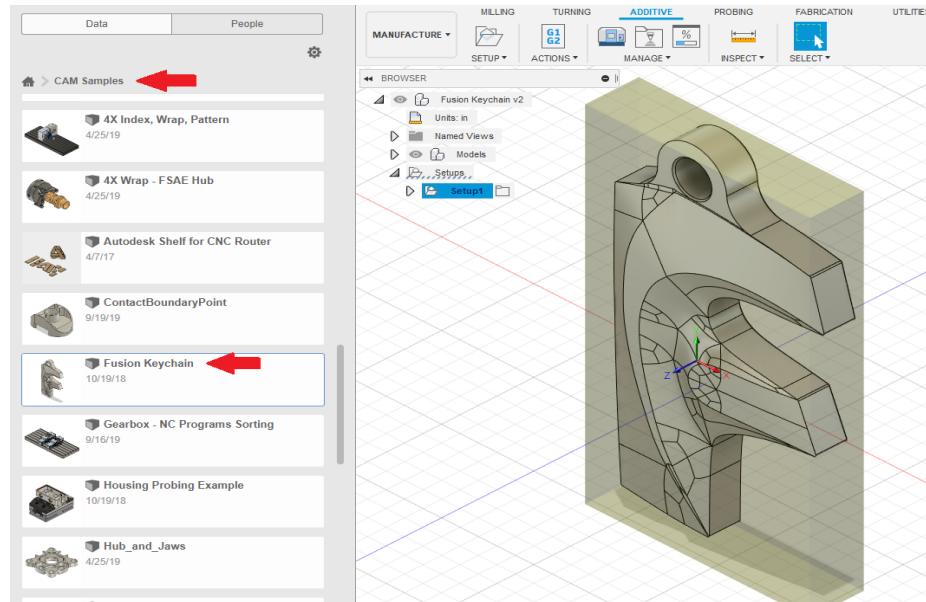 Data People
CAM Samples
4X Index, Wrap, Pattern
4/25/19
4X Wrap - FSAE Hub
4/25/19
Autodesk Shelf for CNC Router
4/7/17
ContactBoundaryPoint
9/19/19
Fusion Keychain
10/19/18
Gearbox - NC Programs Sorting
9/16/19
Housing Probing Example
10/19/18
Hub_and_Jaws
4/25/19
MILLING TURNING ADDITIVE PROBING FABRICATION UTILITIE
MANUFACTURE
G1
G2
%
SETUP ACTIONS MANAGE INSPECT SELECT
BROWSER
Fusion Keychain v2
Units: in
Named Views
Models
Setups
Setup1
Z X